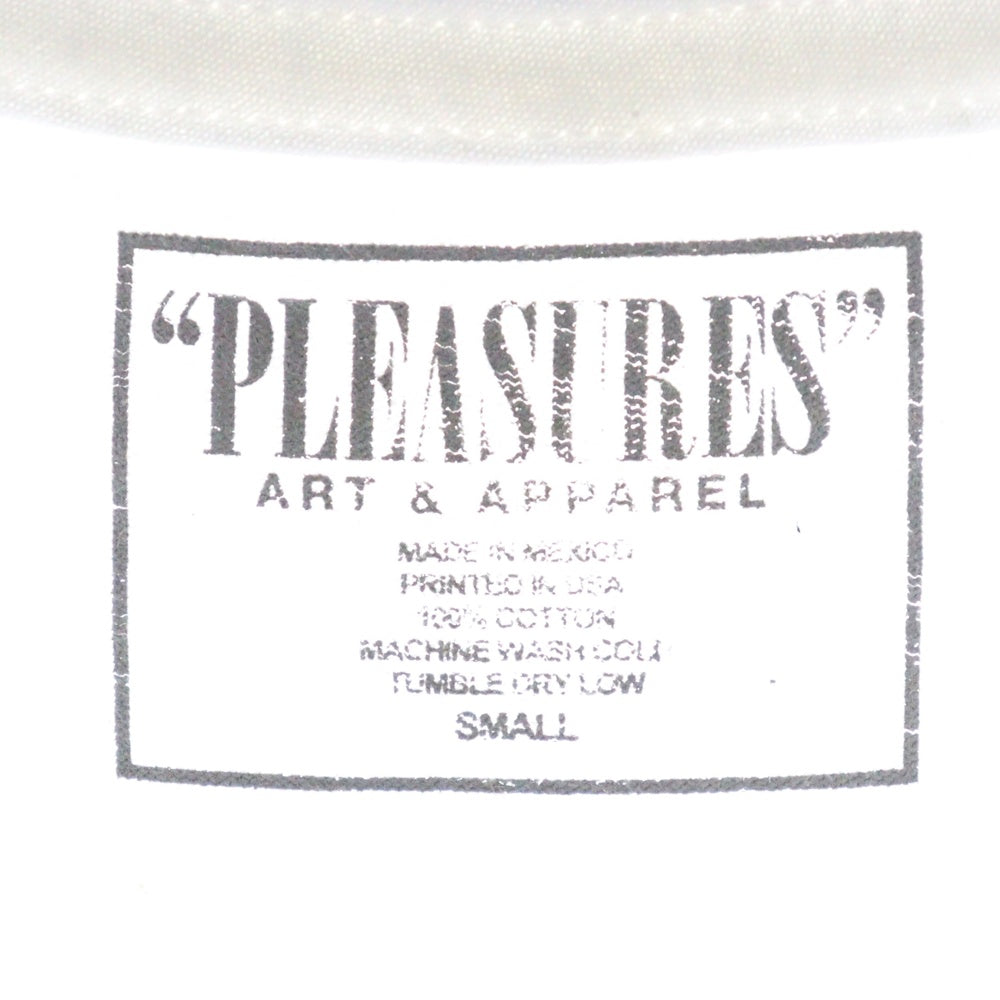 “PLEASURES”
ART & APPAREL
MADE IN MEXICO
PRINTED IN USA
100% COTTON
MACHINE WASH COLD
TUMBLE DRY LOW
SMALL